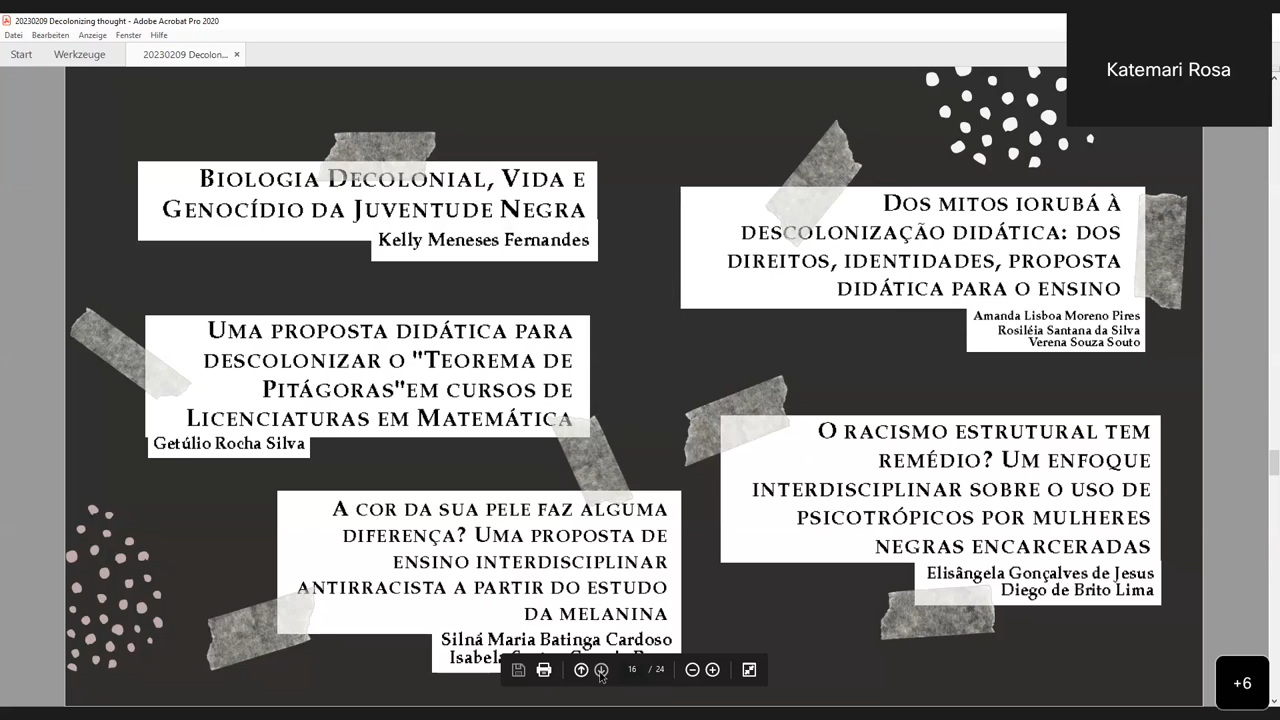 20230209 Decolonizing thought - Adobe Acrobat Pro 2020
Datei Bearbeiten Anzeige Fenster Hilfe
Start Werkzeuge 20230209 Decolon... ×
Katemari Rosa
Biologia Decolonial, Vida e
Genocídio da Juventude Negra
Kelly Meneses Fernandes
Dos mitos iorubá à
descolonização didática: dos
direitos, identidades, proposta
didática para o ensino
Amanda Lisboa Moreno Pires
Rosiléia Santana da Silva
Verena Souza Souto
Uma proposta didática para
descolonizar o "Teorema de
Pitágoras"em cursos de
Licenciaturas em Matemática
Getúlio Rocha Silva
O racismo estrutural tem
remédio? Um enfoque
interdisciplinar sobre o uso de
psicotrópicos por mulheres
negras encarceradas
Elisângela Gonçalves de Jesus
Diego de Brito Lima
A cor da sua pele faz alguma
diferença? Uma proposta de
ensino interdisciplinar
antirracista a partir do estudo
da melanina
Silná Maria Batinga Cardoso
Isabela
16 / 24
+6